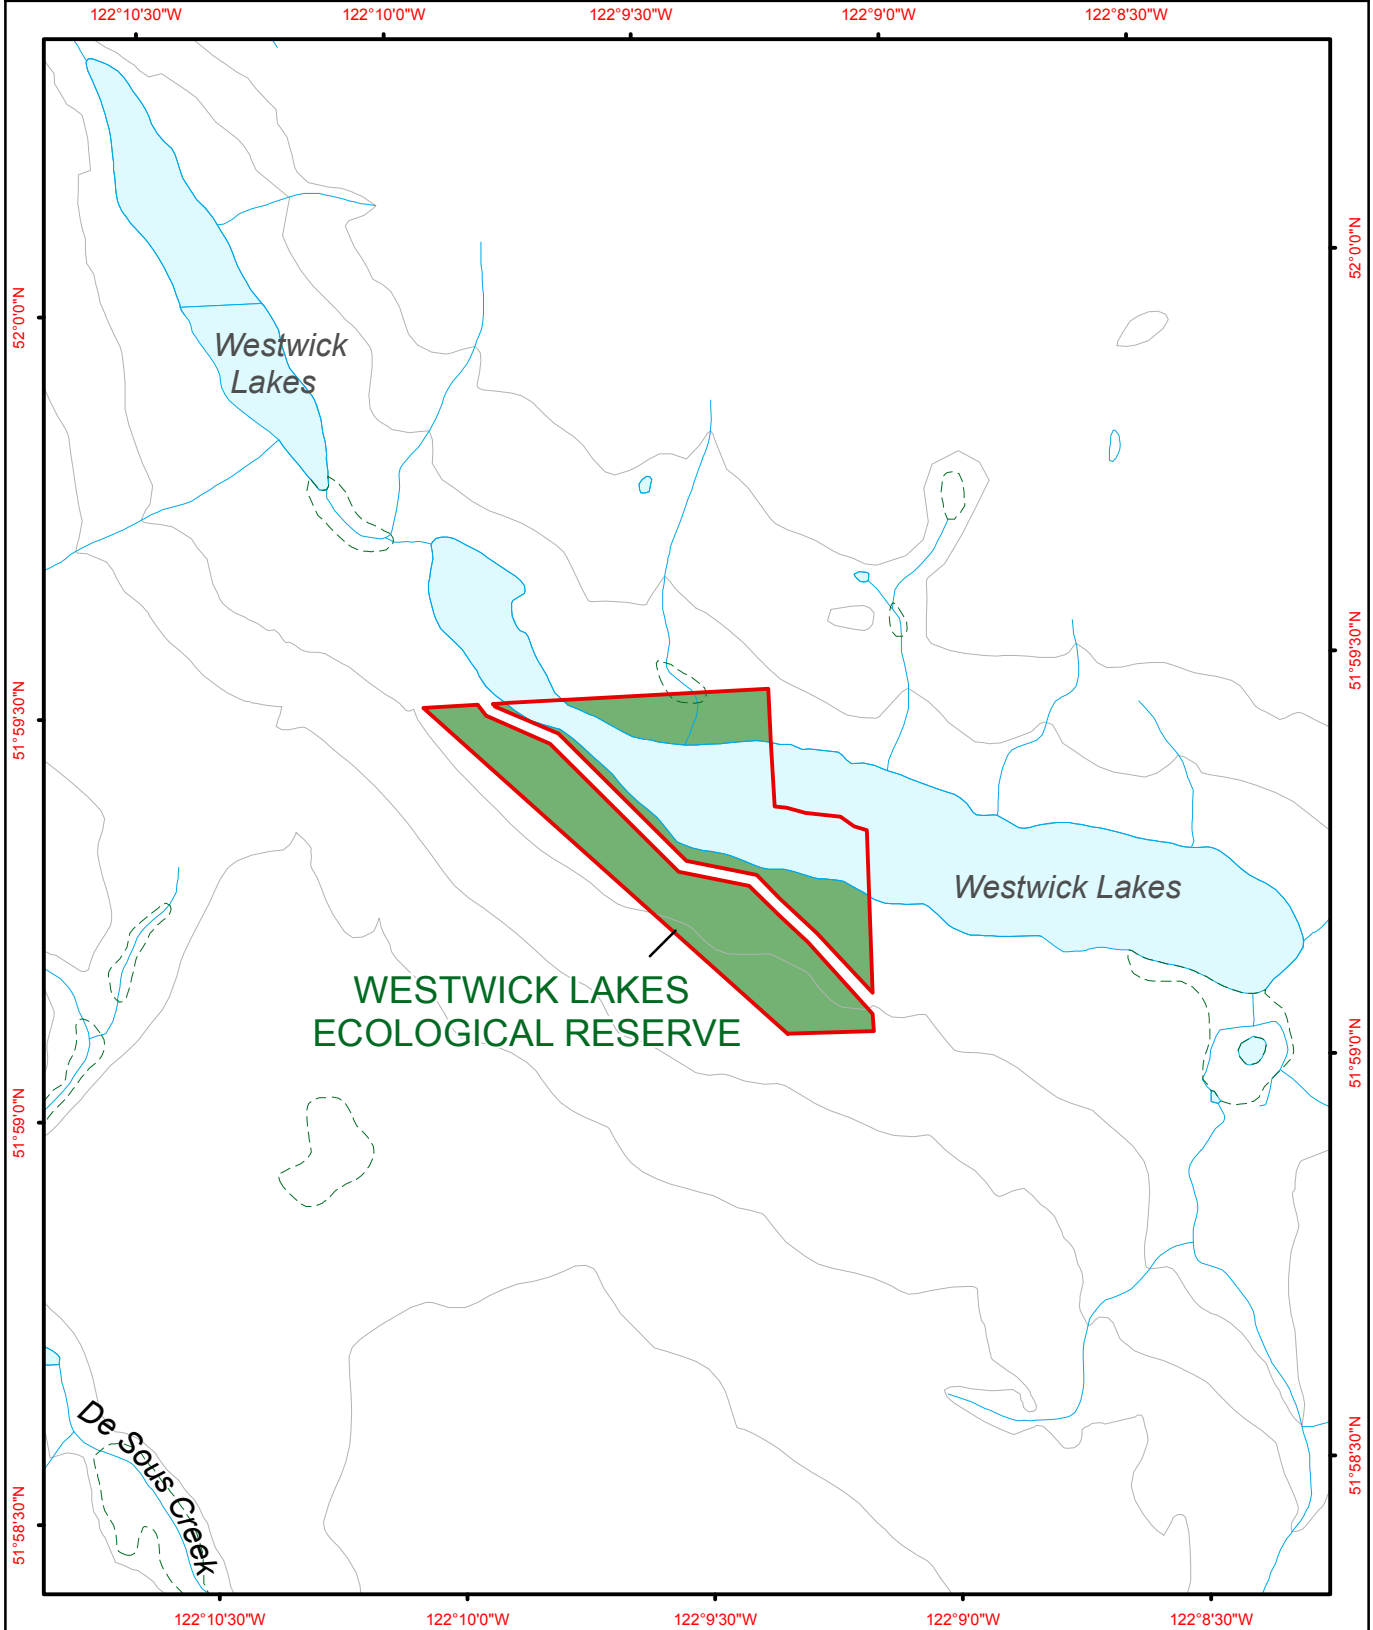 122°10'30"W
122°10'0"W
122°9'30"W
122°9'0"W
122°8'30"W
52°0'0"N
52°0'0"N
Westwick
Lakes
51°59'30"N
51°59'30"N
Westwick Lakes
WESTWICK LAKES
ECOLOGICAL RESERVE
51°59'0"N
51°59'0"N
De Sous Creek
51°58'30"N
51°58'30"N
122°10'30"W
122°10'0"W
122°9'30"W
122°9'0"W
122°8'30"W